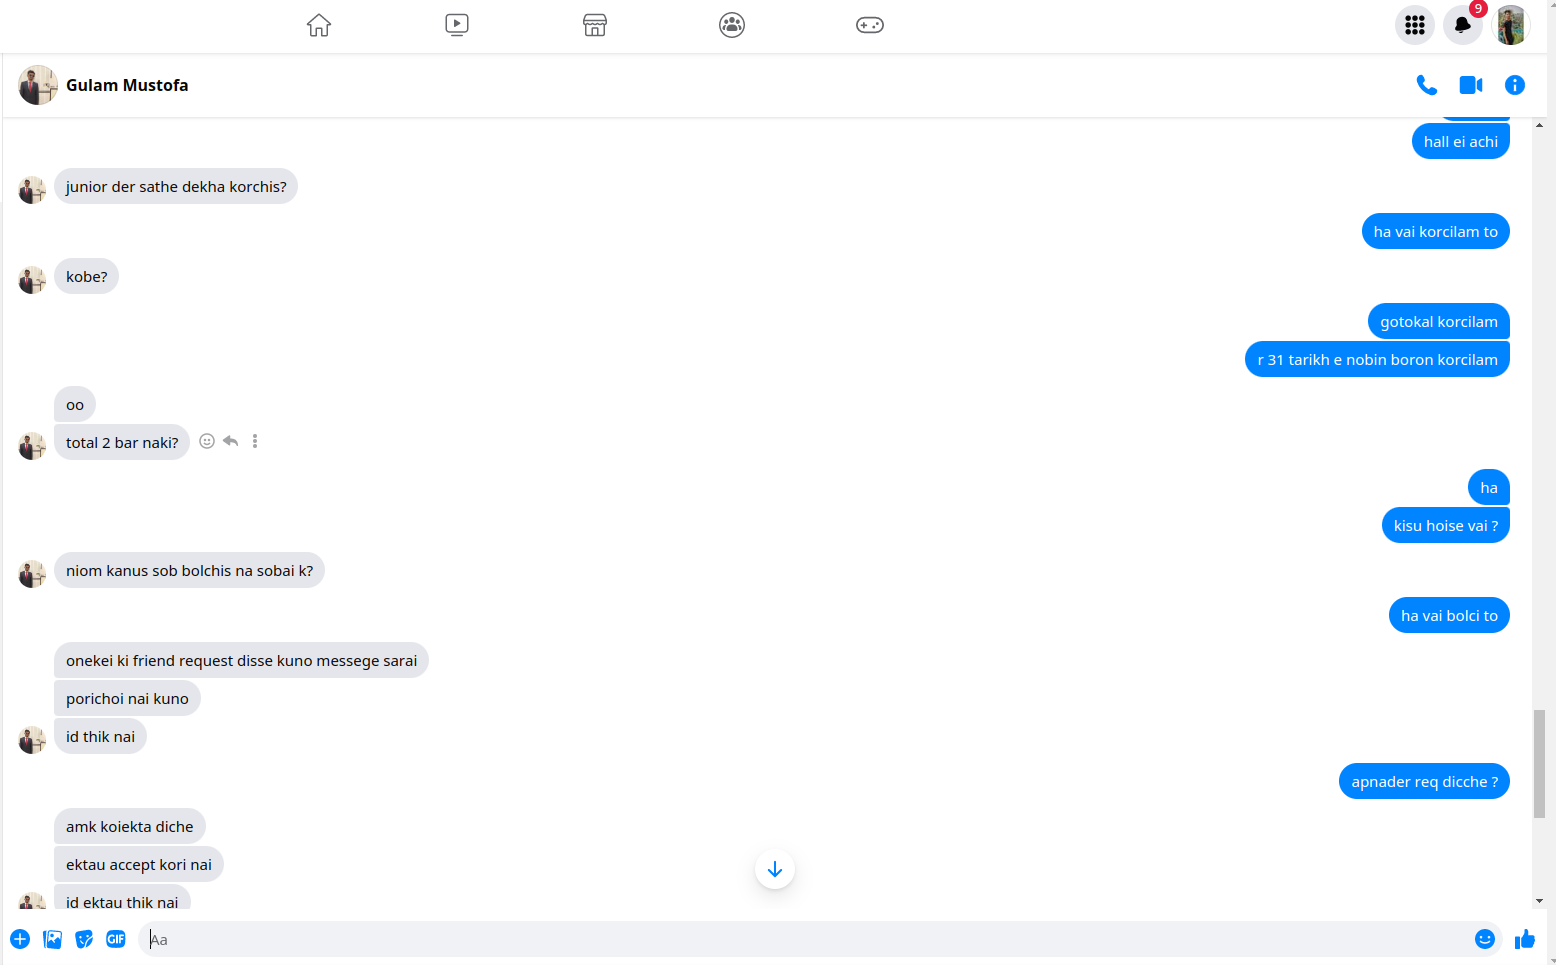 9
Gulam Mustofa
hall ei achi
junior der sathe dekha korchis?
ha vai korcilam to
kobe?
gotokal korcilam
r 31 tarikh e nobin boron korcilam
oo
total 2 bar naki?
ha
kisu hoise vai ?
niom kanus sob bolchis na sobai k?
ha vai bolci to
onekei ki friend request disse kuno messege sarai
porichoi nai kuno
id thik nai
apnader req dicche ?
amk koiekta diche
ektau accept kori nai
id ektau thik nai
GIF
Aa